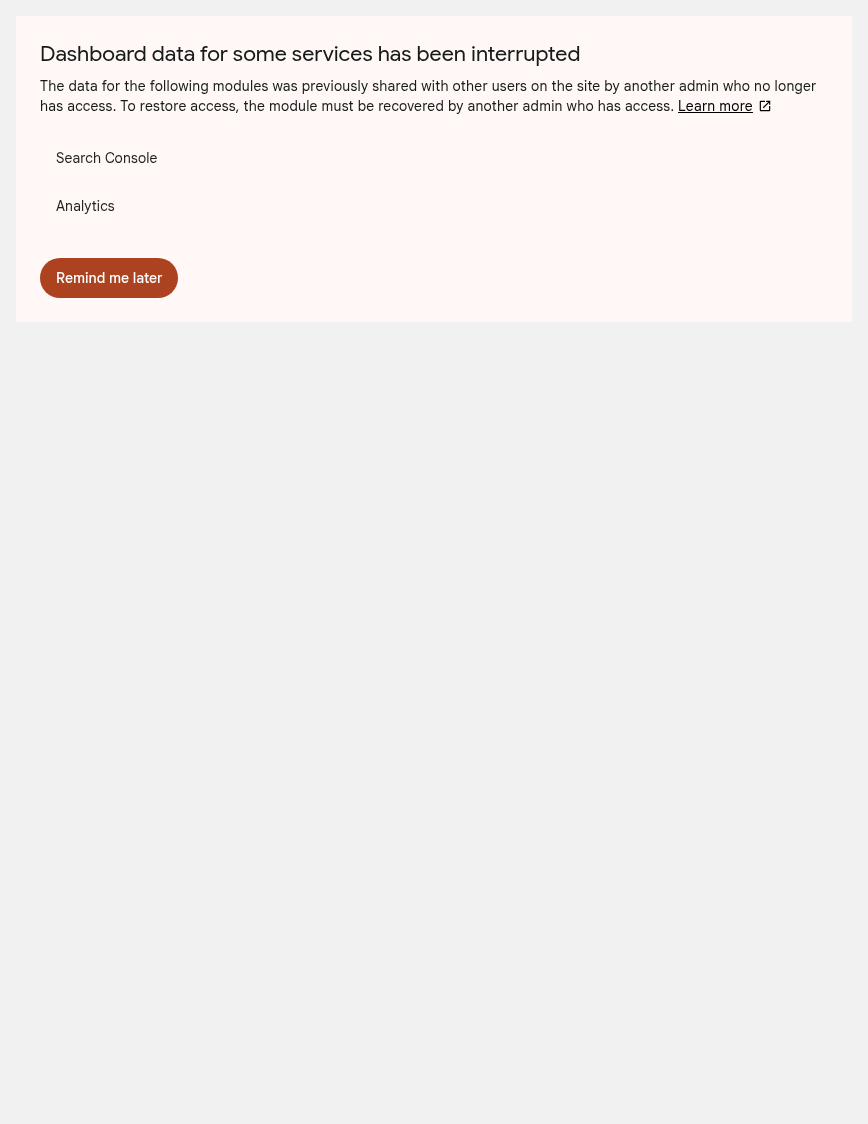 Dashboard data for some services has been interrupted
The data for the following modules was previously shared with other users on the site by another admin who no longer
has access. To restore access, the module must be recovered by another admin who has access. Learn more
Search Console
Analytics
Remind me later